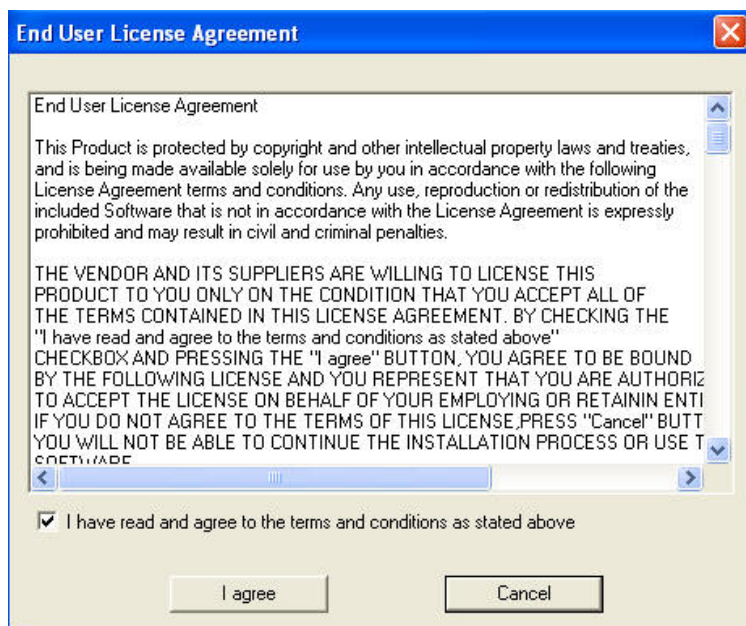 End User License Agreement
End User License Agreement
This Product is protected by copyright and other intellectual property laws and treaties,
and is being made available solely for use by you in accordance with the following
License Agreement terms and conditions. Any use, reproduction or redistribution of the
included Software that is not in accordance with the License Agreement is expressly
prohibited and may result in civil and criminal penalties.
THE VENDOR AND ITS SUPPLIERS ARE WILLING TO LICENSE THIS
PRODUCT TO YOU ONLY ON THE CONDITION THAT YOU ACCEPT ALL OF
THE TERMS CONTAINED IN THIS LICENSE AGREEMENT. BY CHECKING THE
"I have read and agree to the terms and conditions as stated above"
CHECKBOX AND PRESSING THE "I agree" BUTTON, YOU AGREE TO BE BOUND
BY THE FOLLOWING LICENSE AND YOU REPRESENT THAT YOU ARE AUTHORIZ
TO ACCEPT THE LICENSE ON BEHALF OF YOUR EMPLOYING OR RETAININ ENTI
IF YOU DO NOT AGREE TO THE TERMS OF THIS LICENSE,PRESS "Cancel" BUTT
YOU WILL NOT BE ABLE TO CONTINUE THE INSTALLATION PROCESS OR USE T
SOFTWARE
I have read and agree to the terms and conditions as stated above
I agree
Cancel